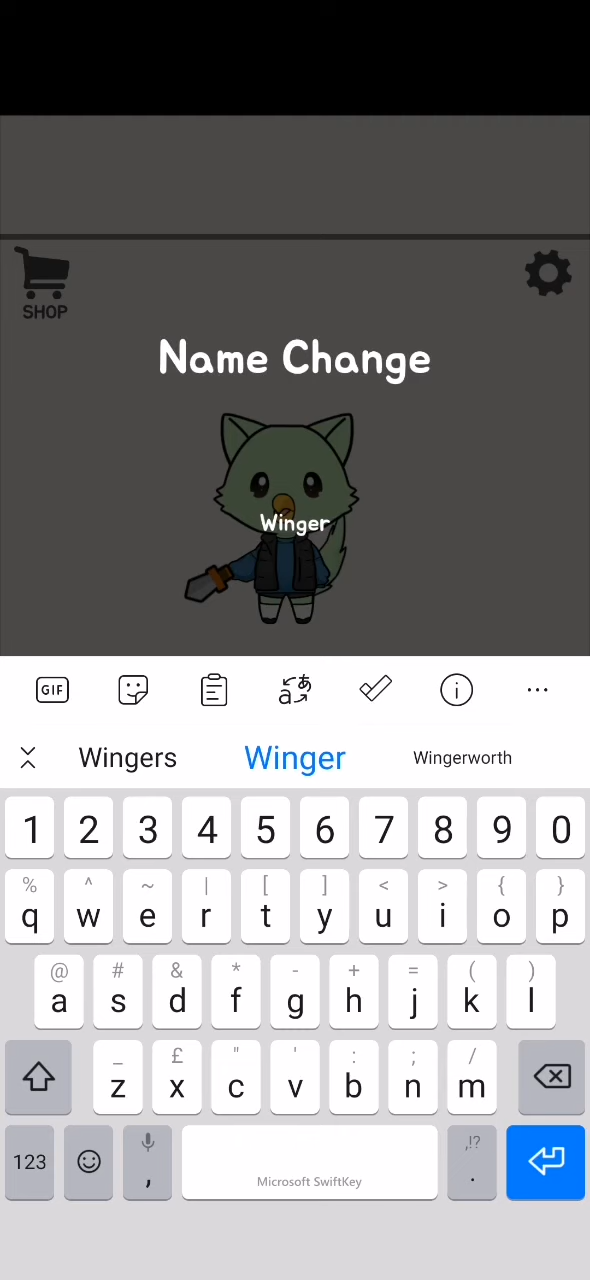 SHOP
Name Change
Winger
GIF
Wingers Winger Wingerworth
1 2 3 4 5 6 7 8 9 0
% ^ ~ | [ ] < > { }
q w e r t y u i o p
@ # & * - + = ( )
a s d f g h j k l
_ £ " ' : ; /
z x c v b n m
,!?
123 , Microsoft SwiftKey .